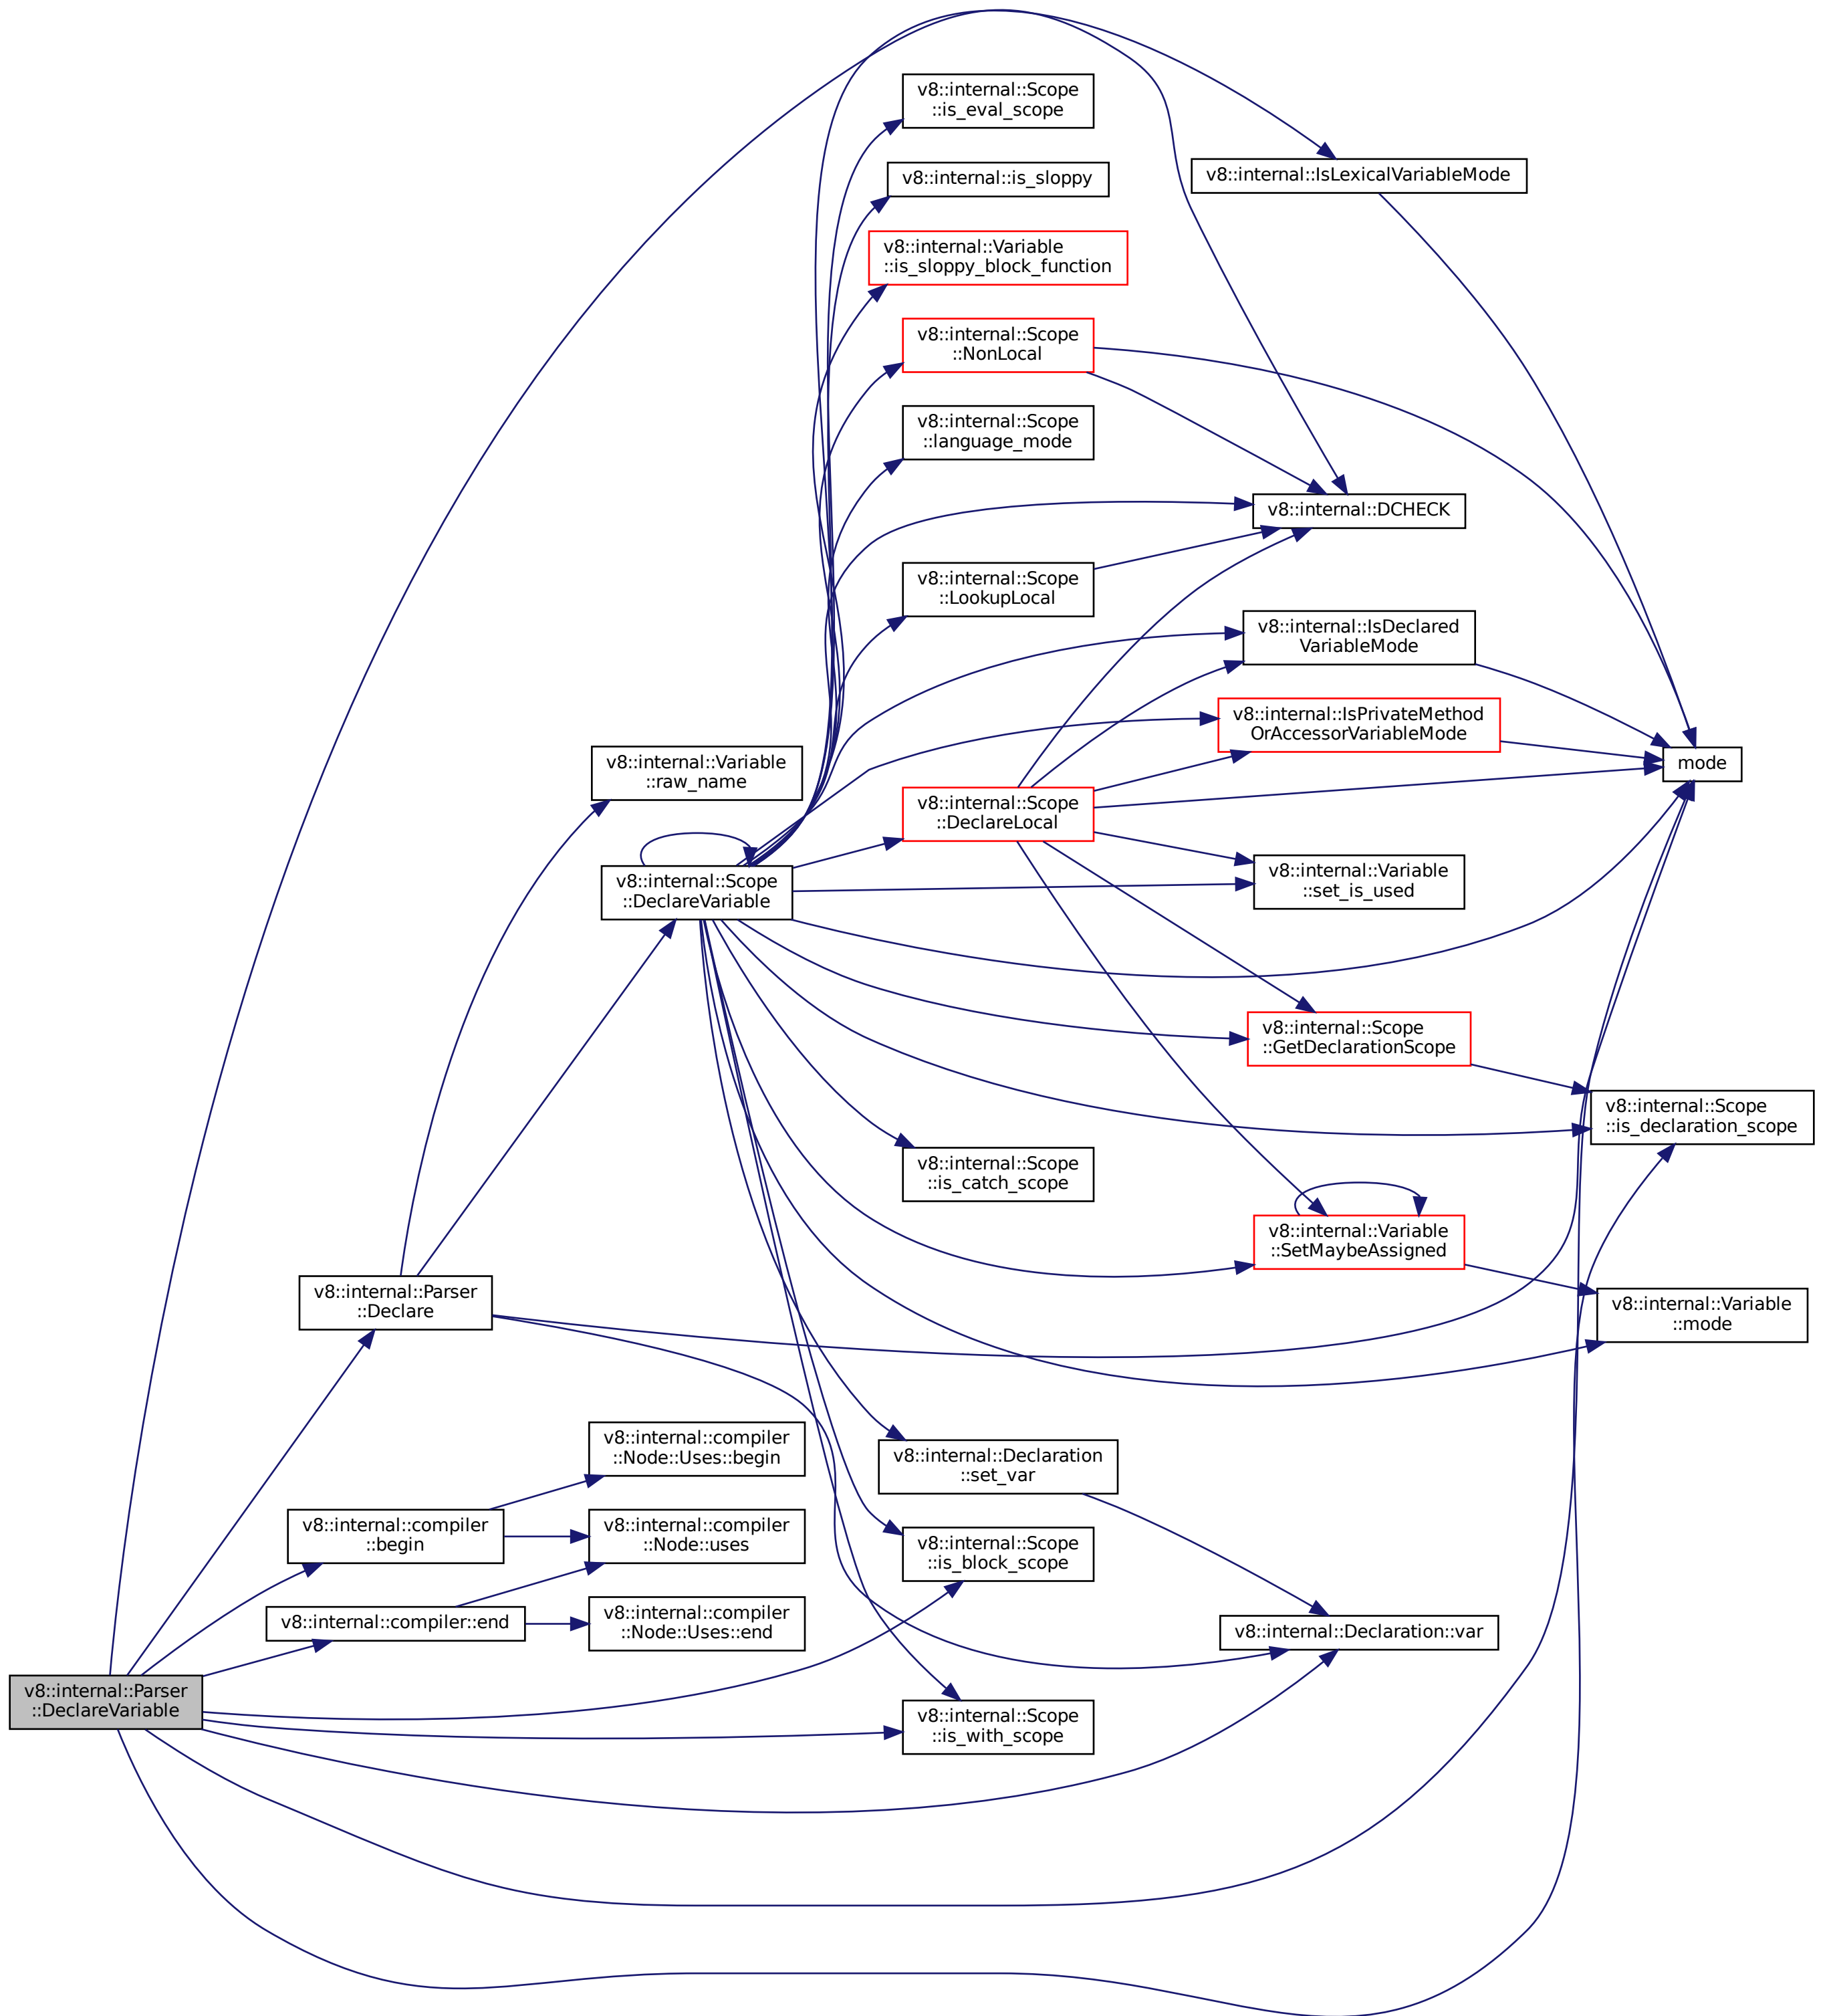 v8::internal::Scope
::is_eval_scope
v8::internal::IsLexicalVariableMode
v8::internal::is_sloppy
v8::internal::Variable
::is_sloppy_block_function
v8::internal::Scope
::NonLocal
v8::internal::Scope
::language_mode
v8::internal::DCHECK
v8::internal::Scope
::LookupLocal
v8::internal::IsDeclared
VariableMode
v8::internal::IsPrivateMethod
OrAccessorVariableMode
mode
v8::internal::Variable
::raw_name
v8::internal::Scope
::DeclareLocal
v8::internal::Scope
::DeclareVariable
v8::internal::Variable
::set_is_used
v8::internal::Scope
::GetDeclarationScope
v8::internal::Scope
::is_declaration_scope
v8::internal::Scope
::is_catch_scope
v8::internal::Variable
::SetMaybeAssigned
v8::internal::Parser
::Declare
v8::internal::Variable
::mode
v8::internal::compiler
::Node::Uses::begin
v8::internal::Declaration
::set_var
v8::internal::compiler
::begin
v8::internal::compiler
::Node::uses
v8::internal::Scope
::is_block_scope
v8::internal::compiler::end
v8::internal::compiler
::Node::Uses::end
v8::internal::Declaration::var
v8::internal::Parser
::DeclareVariable
v8::internal::Scope
::is_with_scope